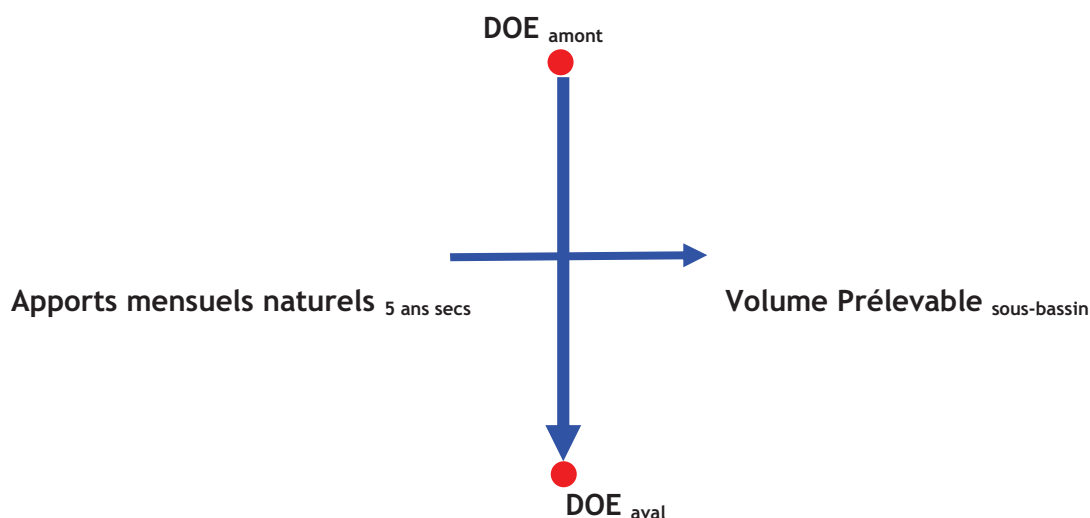 DOE amont
Apports mensuels naturels 5 ans secs
Volume Prélevable sous-bassin
DOE aval